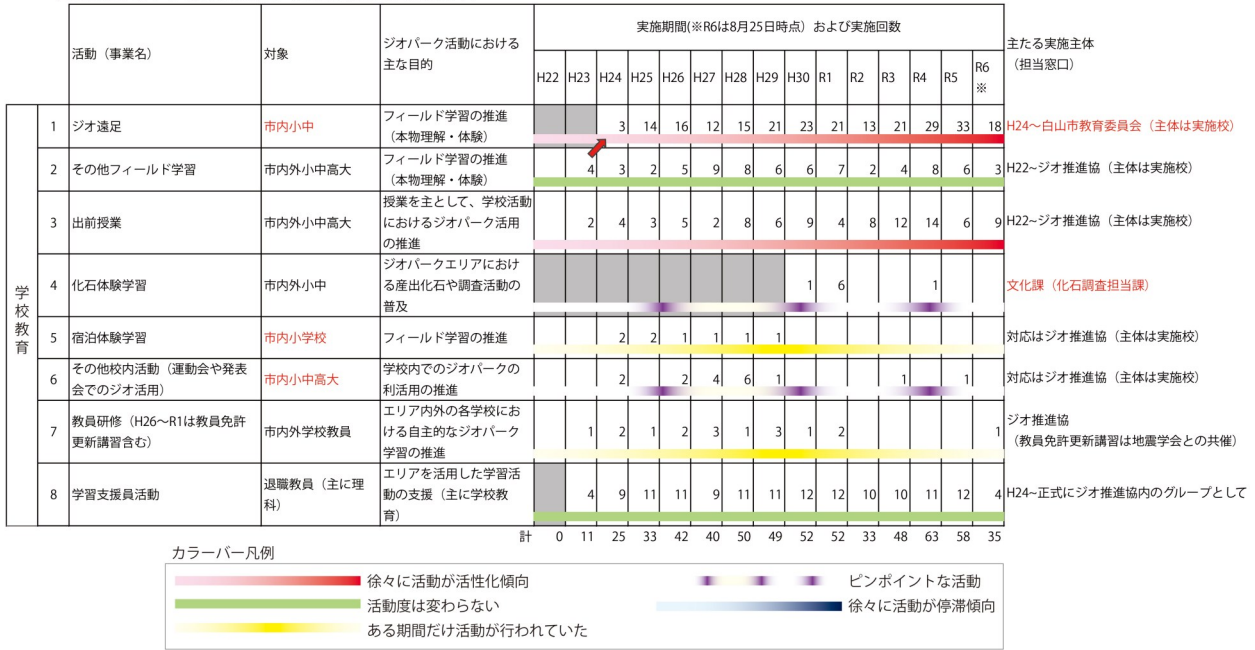 実施期間(※R6は8月25日時点）および実施回数
活動（事業名）
対象
ジオパーク活動における
主な目的
主たる実施主体
（担当窓口）
H22 H23 H24 H25 H26 H27 H28 H29 H30 R1 R2 R3 R4 R5 R6
※
学校教育
1 ジオ遠足 市内小中 フィールド学習の推進
（本物理解・体験）
3 14 16 12 15 21 23 21 13 21 29 33 18
H24〜白山市教育委員会（主体は実施校）
2 その他フィールド学習 市内外小中高大 フィールド学習の推進
（本物理解・体験）
4 3 2 5 9 8 6 6 7 2 4 8 6 3
H22~ジオ推進協（主体は実施校）
3 出前授業 市内外小中高大 授業を主として、学校活動
におけるジオパーク活用
の推進
2 4 3 5 2 8 6 9 4 8 12 14 6 9
H22~ジオ推進協（主体は実施校）
4 化石体験学習 市内外小中 ジオパークエリアにおけ
る産出化石や調査活動の
普及
1 6 1
文化課（化石調査担当課）
5 宿泊体験学習 市内小学校 フィールド学習の推進
2 2 1 1 1 1
対応はジオ推進協（主体は実施校）
6 その他校内活動（運動会や発表
会でのジオ活用）
市内小中高大 学校内でのジオパークの
利活用の推進
2 2 4 6 1 1 1
対応はジオ推進協（主体は実施校）
7 教員研修（H26〜R1は教員免許
更新講習含む）
市内外学校教員 エリア内外の各学校にお
ける自主的なジオパーク
学習の推進
1 2 1 2 3 1 3 1 2 1
ジオ推進協
（教員免許更新講習は地震学会との共催）
8 学習支援員活動 退職教員（主に理
科）
エリアを活用した学習活
動の支援（主に学校教
育）
4 9 11 11 9 11 11 12 12 10 10 11 12 4
H24~正式にジオ推進協内のグループとして
計 0 11 25 33 42 40 50 49 52 52 33 48 63 58 35
カラーバー凡例
徐々に活動が活性化傾向
ピンポイントな活動
活動度は変わらない
徐々に活動が停滞傾向
ある期間だけ活動が行われていた